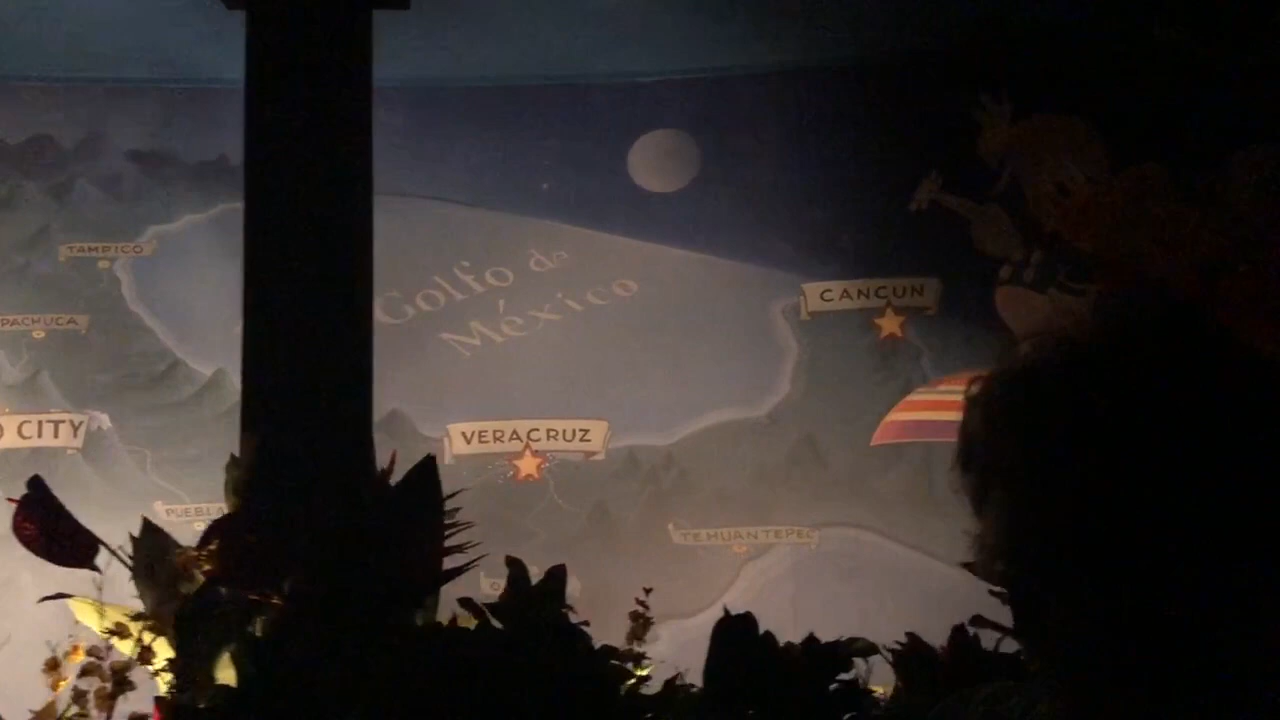 TAMPICO
Golfo de
México
CANCUN
PACHUCA
CITY
VERACRUZ
PUEBLA
TEHUANTEPEC